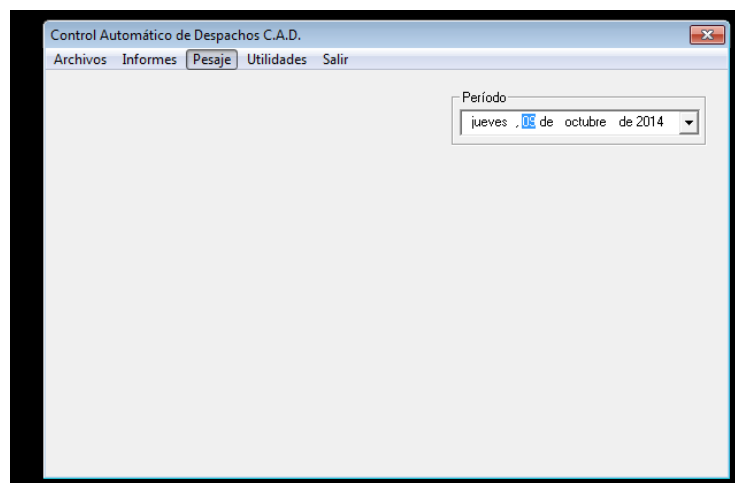 Control Automático de Despachos C.A.D.
Archivos Informes Pesaje Utilidades Salir
Período
jueves , 09 de octubre de 2014